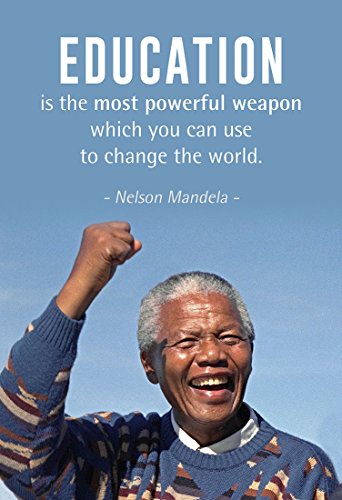 EDUCATION
is the most powerful weapon
which you can use
to change the world.
- Nelson Mandela -